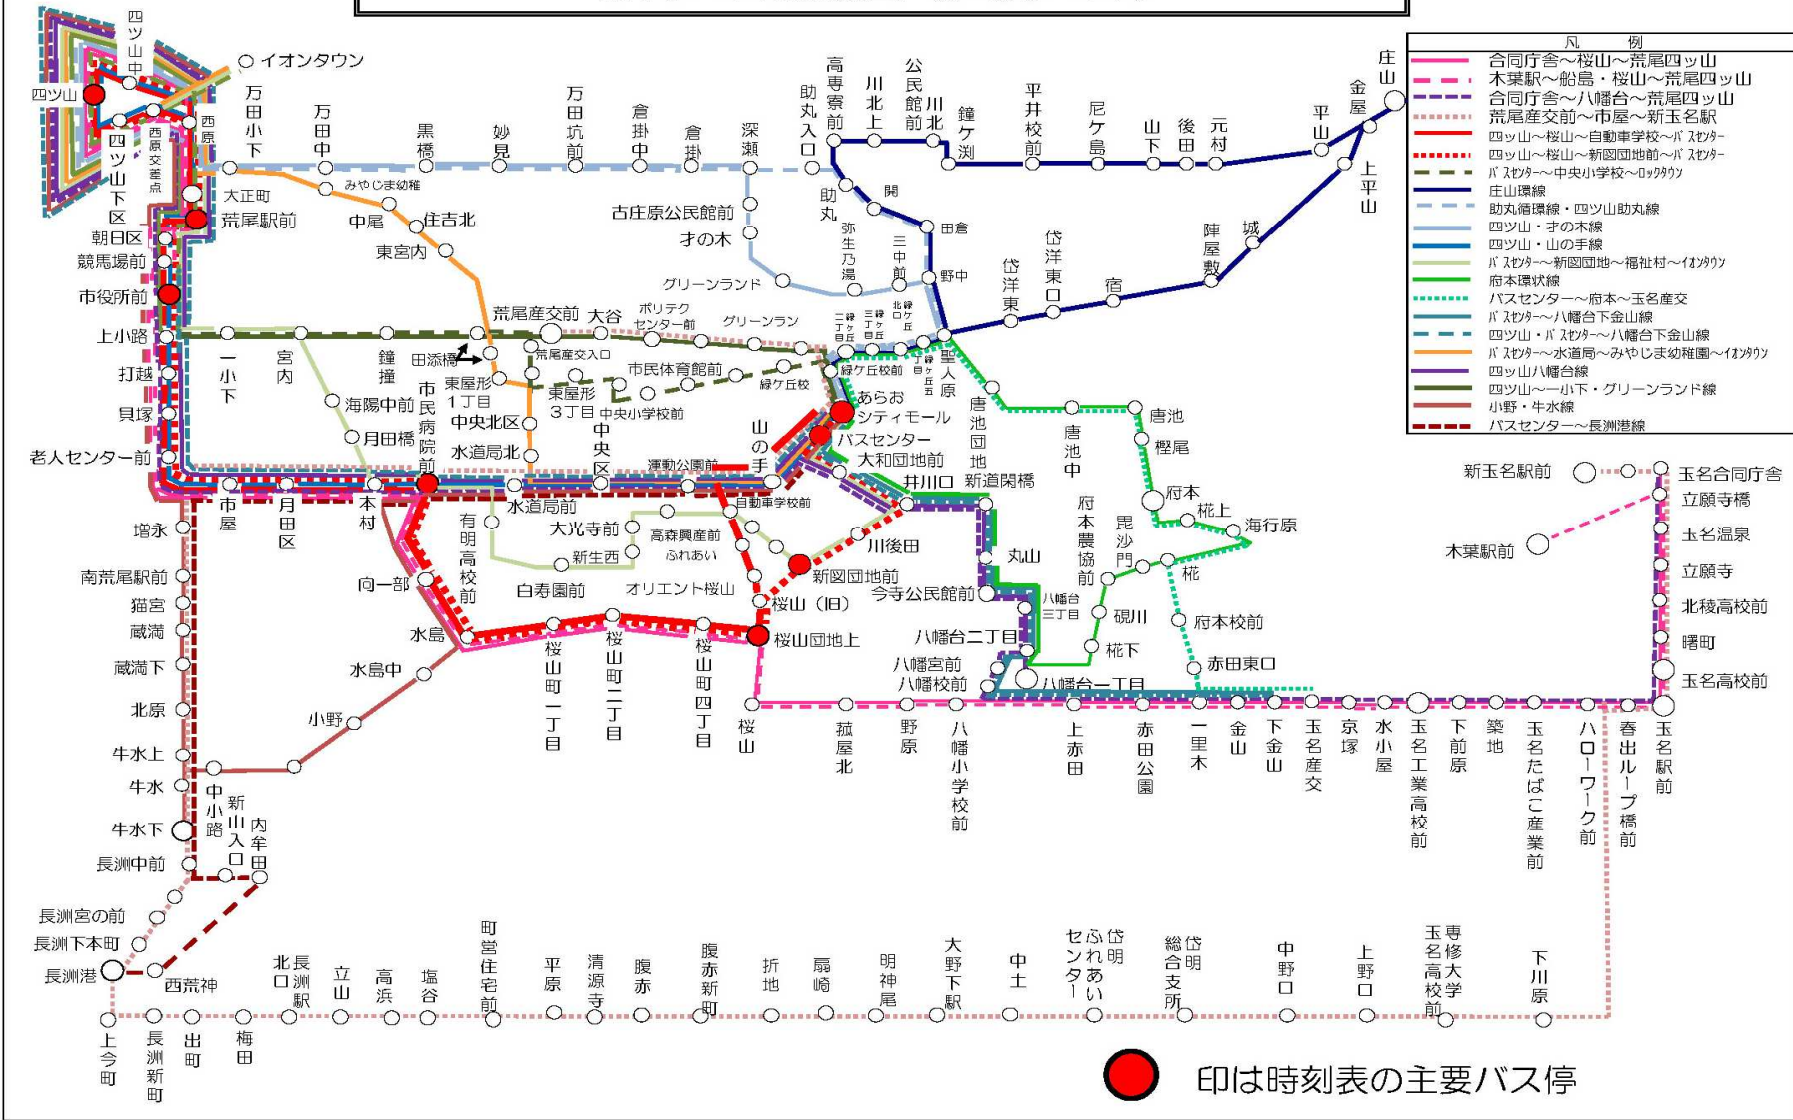 凡 例
合同庁舎～桜山～荒尾四ッ山
木葉駅～船島・桜山～荒尾四ッ山
合同庁舎～八幡台～荒尾四ッ山
荒尾産交前～市屋～新玉名駅
四ッ山～桜山～自動車学校～バスセンター
四ッ山～桜山～新図団地前～バスセンター
バスセンター～中央小学校～ロックタウン
庄山環線
助丸循環線・四ツ山助丸線
四ツ山・才の木線
四ツ山・山の手線
バスセンター～新図団地～福祉村～イオンタウン
府本環状線
バスセンター～府本～玉名産交
バスセンター～八幡台下金山線
四ツ山・バスセンター～八幡台下金山線
バスセンター～水道局～みやじま幼稚園～イオンタウン
四ッ山八幡台線
四ツ山～一小下・グリーンランド線
小野・牛水線
バスセンター～長洲港線
四ツ山中
イオンタウン
四ツ山
四ツ山下区
西原交差点
西原
万田小下
万田中
黒橋
妙見
万田坑前
倉掛中
倉掛
深瀬
助丸入口
高専寮前
川北上
公民館前
川北
鐘ケ渕
平井校前
尼ケ島
山下
後田
元村
平山
金屋
庄山
上平山
大正町
荒尾駅前
みやじま幼稚
中尾
住吉北
東宮内
古庄原公民館前
才の木
グリーンランド
助丸
関
田倉
弥生乃湯
三中前
野中
岱洋東
岱洋東口
宿
陣屋敷
城
朝日区
競馬場前
市役所前
上小路
打越
貝塚
老人センター前
一小下
宮内
鐘撞
田添橋
荒尾産交前
大谷
ポリテク
センター前
グリーンラン
荒尾産交入口
市民体育館前
緑ケ丘校
緑ケ丘二丁目
緑ケ丘三丁目
緑ケ丘北口
緑ケ丘五丁目
緑ケ丘校前
聖人原
海陽中前
月田橋
市民病院前
東屋形
1丁目
東屋形
3丁目
中央小学校前
中央北区
水道局北
中央区
運動公園前
山の手
あらお
シティモール
バスセンター
大和団地前
唐池団地
唐池中
唐池
樫尾
府本
椛上
海行原
市屋
月田区
本村
水道局前
自動車学校前
井川口
新道関橋
有明高校前
大光寺前
新生西
高森興産前
ふれあい
川後田
白寿園前
オリエント桜山
新図団地前
丸山
今寺公民館前
府本農協前
毘沙門
椛
八幡台
三丁目
硯川
府本校前
八幡台二丁目
椛下
赤田東口
八幡宮前
八幡校前
八幡台一丁目
増永
南荒尾駅前
猫宮
蔵満
蔵満下
北原
牛水上
牛水
牛水下
長洲中前
長洲宮の前
長洲下本町
長洲港
向一部
水島
水島中
小野
桜山町一丁目
桜山町二丁目
桜山町四丁目
桜山(旧)
桜山団地上
桜山
菰屋北
野原
八幡小学校前
上赤田
赤田公園
一里木
金山
下金山
玉名産交
京塚
水小屋
玉名工業高校前
下前原
築地
玉名たばこ産業前
ハローワーク前
春出ループ橋前
玉名駅前
新玉名駅前
玉名合同庁舎
立願寺橋
玉名温泉
木葉駅前
立願寺
北稜高校前
曙町
玉名高校前
中小路
新山入口
内牟田
西荒神
上今町
長洲新町
出町
梅田
長洲駅
北口
立山
高浜
塩谷
町営住宅前
平原
清源寺
腹赤
腹赤新町
折地
扇崎
明神尾
大野下駅
中土
岱明
ふれあい
センター
岱明
総合支所
中野口
上野口
専修大学
玉名高校前
下川原
印は時刻表の主要バス停